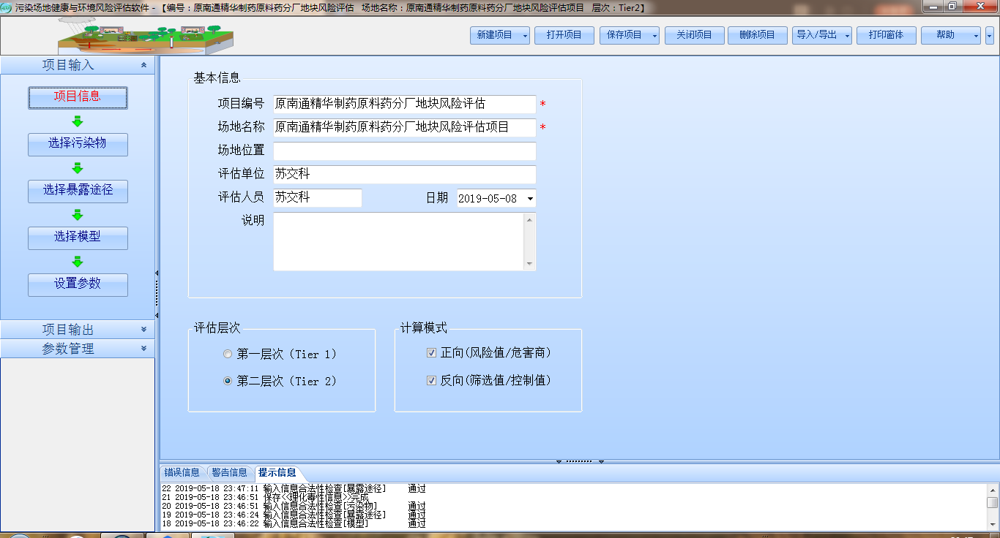 污染场地健康与环境风险评估软件 - 【编号：原南通精华制药原料药分厂地块风险评估 场地名称：原南通精华制药原料药分厂地块风险评估项目 层次：Tier2】
新建项目 打开项目 保存项目 关闭项目 删除项目 导入/导出 打印窗体 帮助
项目输入
项目信息
选择污染物
选择暴露途径
选择模型
设置参数
项目输出
参数管理
基本信息
项目编号 原南通精华制药原料药分厂地块风险评估 *
场地名称 原南通精华制药原料药分厂地块风险评估项目 *
场地位置
评估单位 苏交科
评估人员 苏交科 日期 2019-05-08
说明
评估层次
第一层次（Tier 1）
第二层次（Tier 2）
计算模式
正向(风险值/危害商)
反向(筛选值/控制值)
错误信息 警告信息 提示信息
22 2019-05-18 23:47:11 输入信息合法性检查[暴露途径] 通过
21 2019-05-18 23:46:51 保存<<理化毒性信息>>完成
20 2019-05-18 23:46:51 输入信息合法性检查[污染物] 通过
19 2019-05-18 23:46:24 输入信息合法性检查[暴露途径] 通过
18 2019-05-18 23:46:22 输入信息合法性检查[模型] 通过